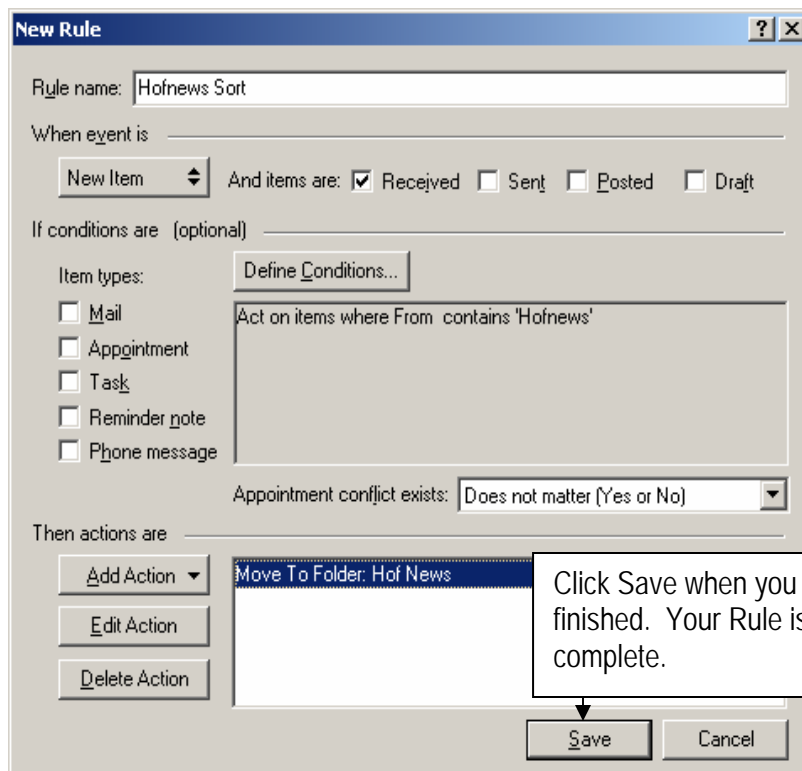 New Rule
Rule name: Hofnews Sort
When event is
New Item And items are: Received Sent Posted Draft
If conditions are (optional)
Item types: Define Conditions...
Mail
Appointment
Task
Reminder note
Phone message
Act on items where From contains 'Hofnews'
Appointment conflict exists: Does not matter (Yes or No)
Then actions are
Add Action
Edit Action
Delete Action
Move To Folder: Hof News
Click Save when you
finished. Your Rule is
complete.
Save Cancel